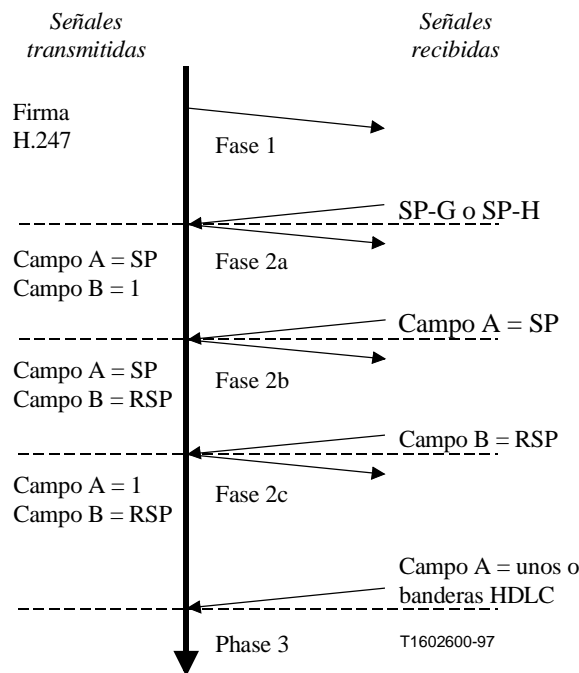 Señales
transmitidas
Señales
recibidas
Firma
H.247
Fase 1
SP-G o SP-H
Campo A = SP
Campo B = 1
Fase 2a
Campo A = SP
Campo A = SP
Campo B = RSP
Fase 2b
Campo B = RSP
Campo A = 1
Campo B = RSP
Fase 2c
Campo A = unos o
banderas HDLC
Phase 3
T1602600-97